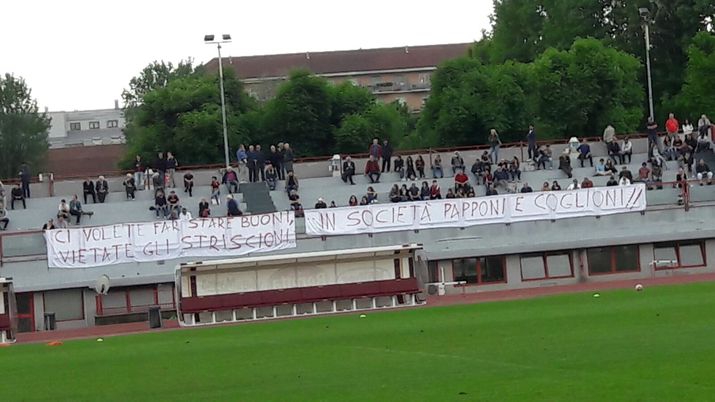 CI VOLETE FAR STARE BUONI
VIETATE GLI STRISCIONI
IN SOCIETÀ PAPPONI E COGLIONI!!